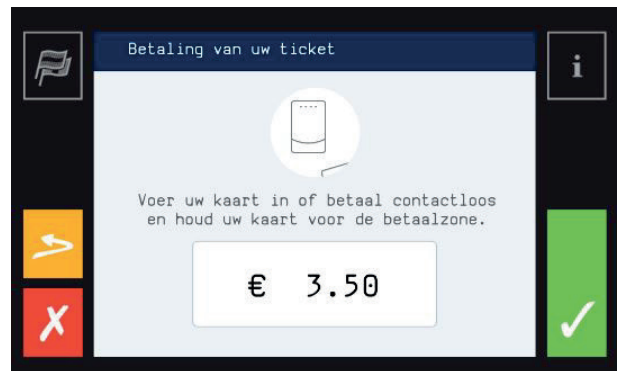 Betaling van uw ticket
i
Voer uw kaart in of betaal contactloos
en houd uw kaart voor de betaalzone.
€ 3.50